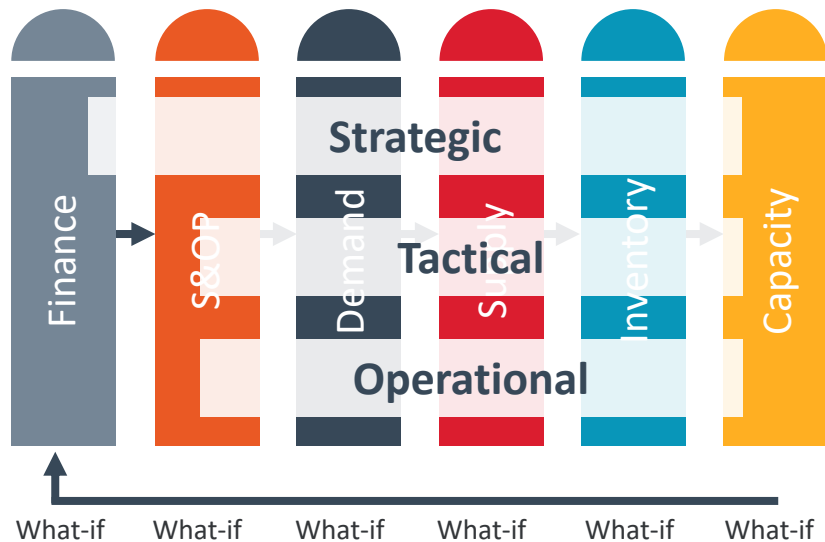 Strategic
Tactical
Operational
Finance
S&OP
Demand
Supply
Inventory
Capacity
What-if
What-if
What-if
What-if
What-if
What-if